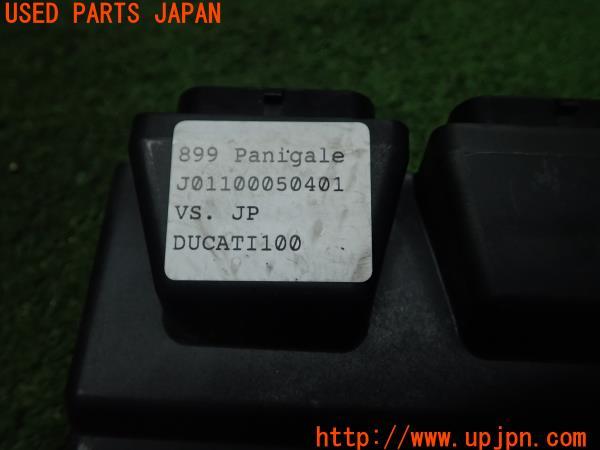 USED PARTS JAPAN
899 Panigale
J01100050401
VS. JP
DUCATI100
http://www.upjpn.com